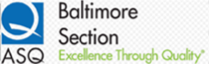 Baltimore
Section
Excellence Through Quality®
ASQ